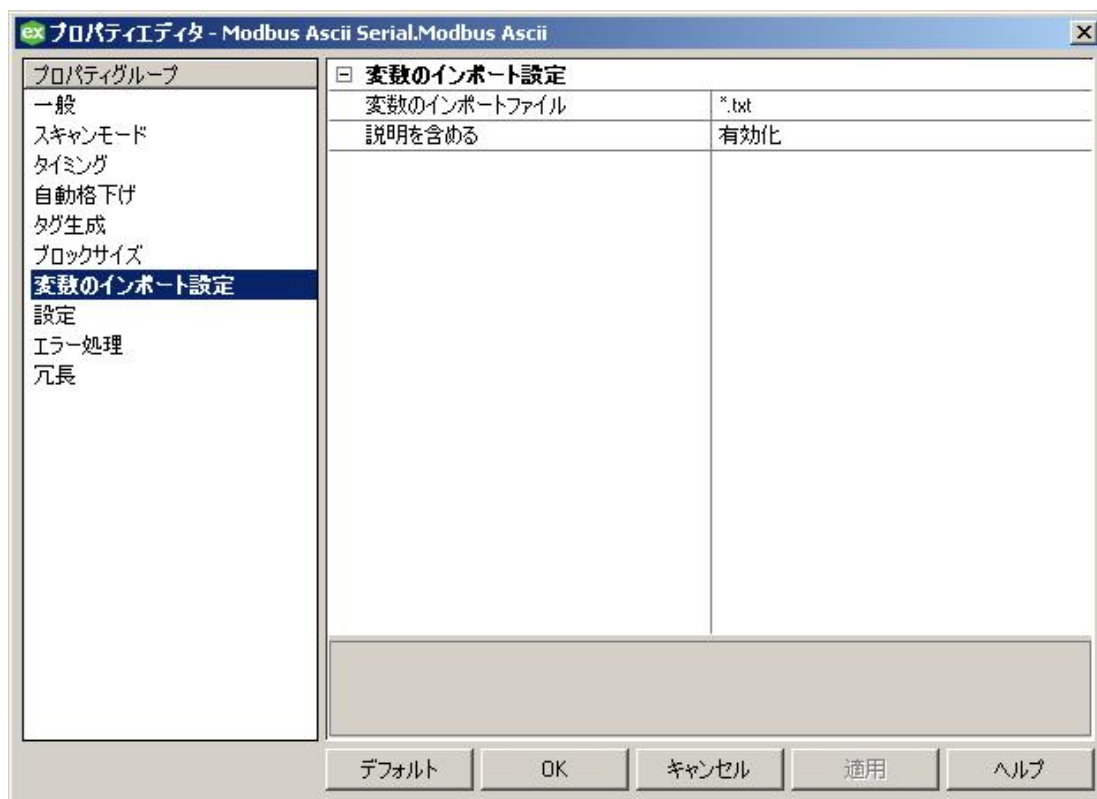 プロパティエディタ - Modbus Ascii Serial.Modbus Ascii
プロパティグループ
一般
スキャンモード
タイミング
自動格下げ
タグ生成
ブロックサイズ
変数のインポート設定
設定
エラー処理
冗長
変数のインポート設定
変数のインポートファイル *.txt
説明を含める 有効化
デフォルト OK キャンセル 適用 ヘルプ